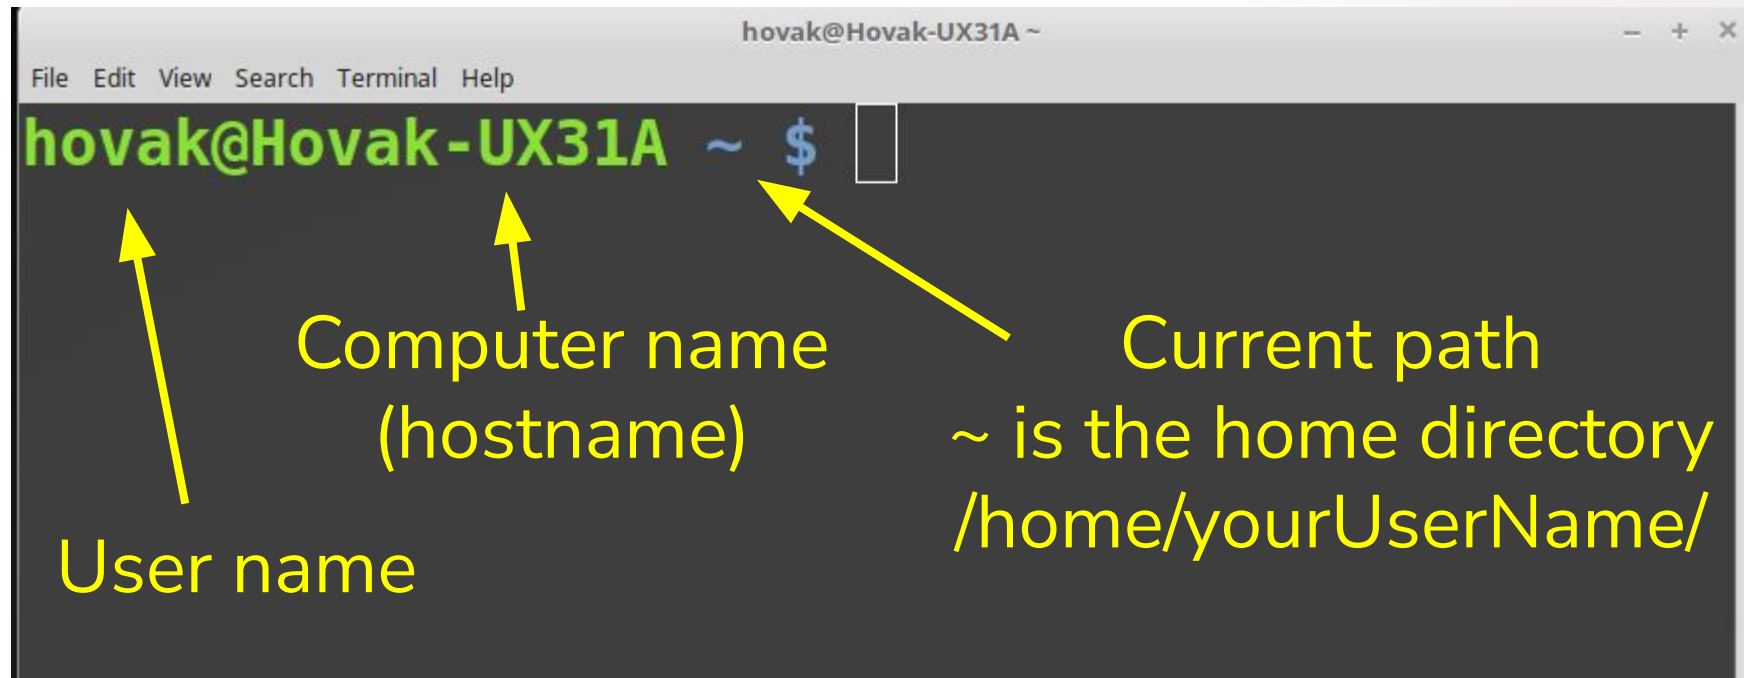 hovak@Hovak-UX31A ~
File Edit View Search Terminal Help
hovak@Hovak-UX31A ~ $
Computer name
(hostname)
Current path
~ is the home directory
/home/yourUserName/
User name